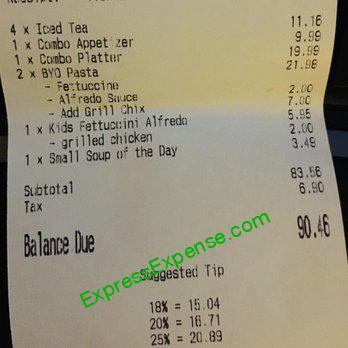 4 x Iced Tea 11.16
1 x Combo Appetizer 9.99
1 x Combo Platter 19.99
2 x BYO Pasta 21.98
- Fettuccine
- Alfredo Sauce 2.00
- Add Grill Chix 7.00
1 x Kids Fettuccini Alfredo 5.95
- grilled chicken 2.00
1 x Small Soup of the Day 3.49
Subtotal 83.56
Tax 6.90
Balance Due 90.46
ExpressExpense.com
Suggested Tip
18% = 15.04
20% = 16.71
25% = 20.89